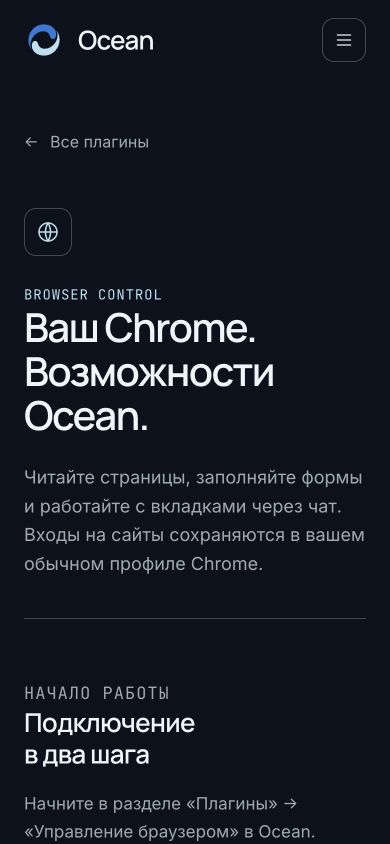 Ocean
← Все плагины
BROWSER CONTROL
Ваш Chrome.
Возможности
Ocean.
Читайте страницы, заполняйте формы
и работайте с вкладками через чат.
Входы на сайты сохраняются в вашем
обычном профиле Chrome.
НАЧАЛО РАБОТЫ
Подключение
в два шага
Начните в разделе «Плагины» →
«Управление браузером» в Ocean.